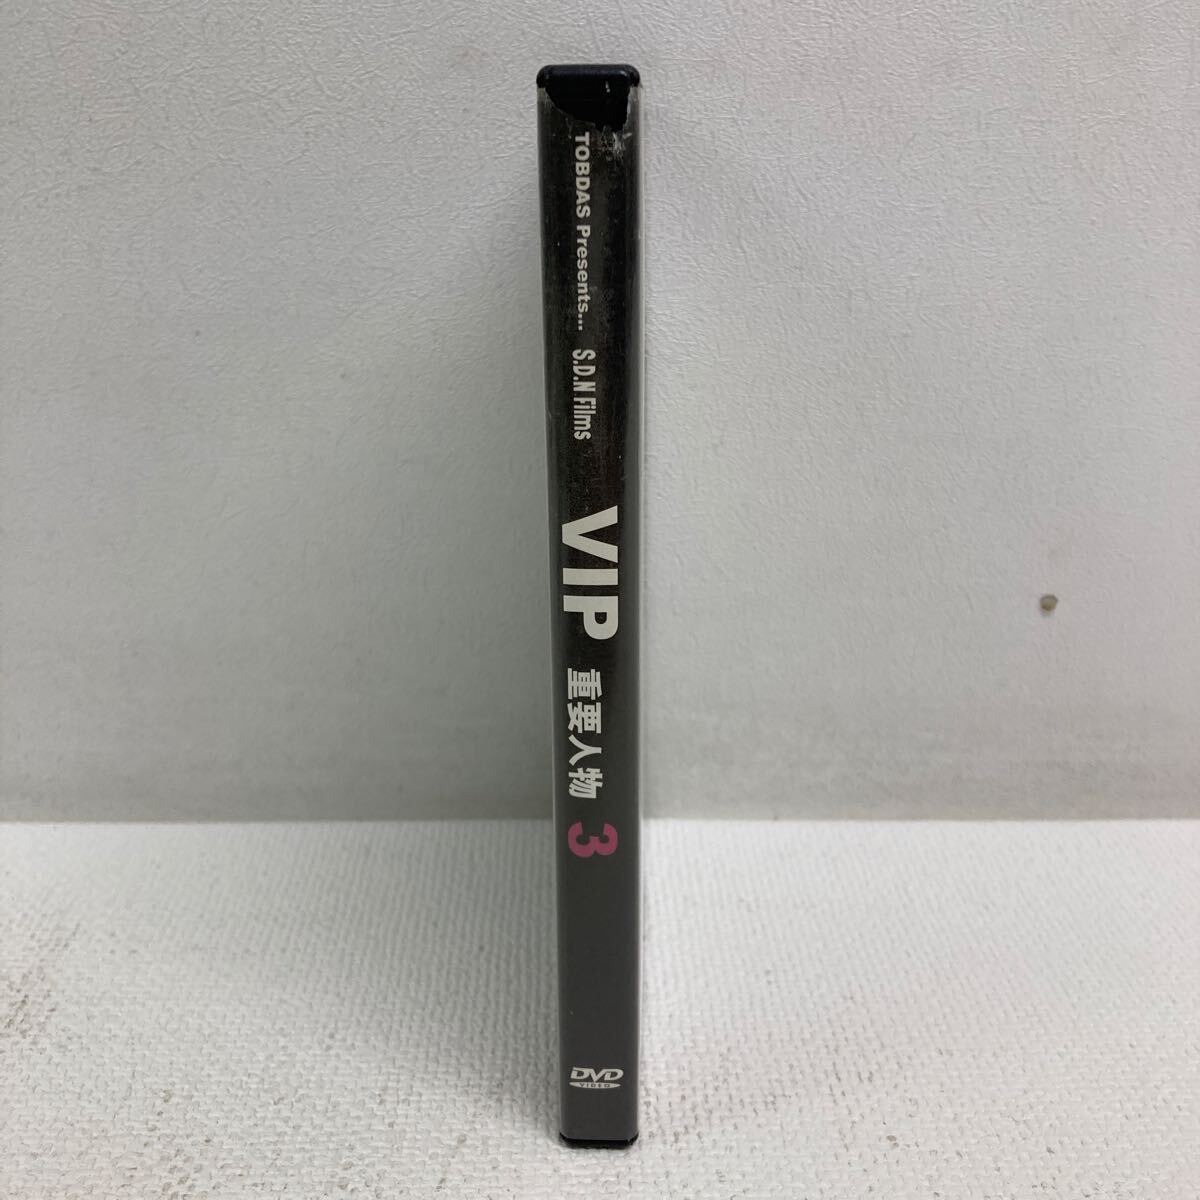 TOBDAS Presents... S.D.N Films VIP 重要人物 3
DVD
VIDEO